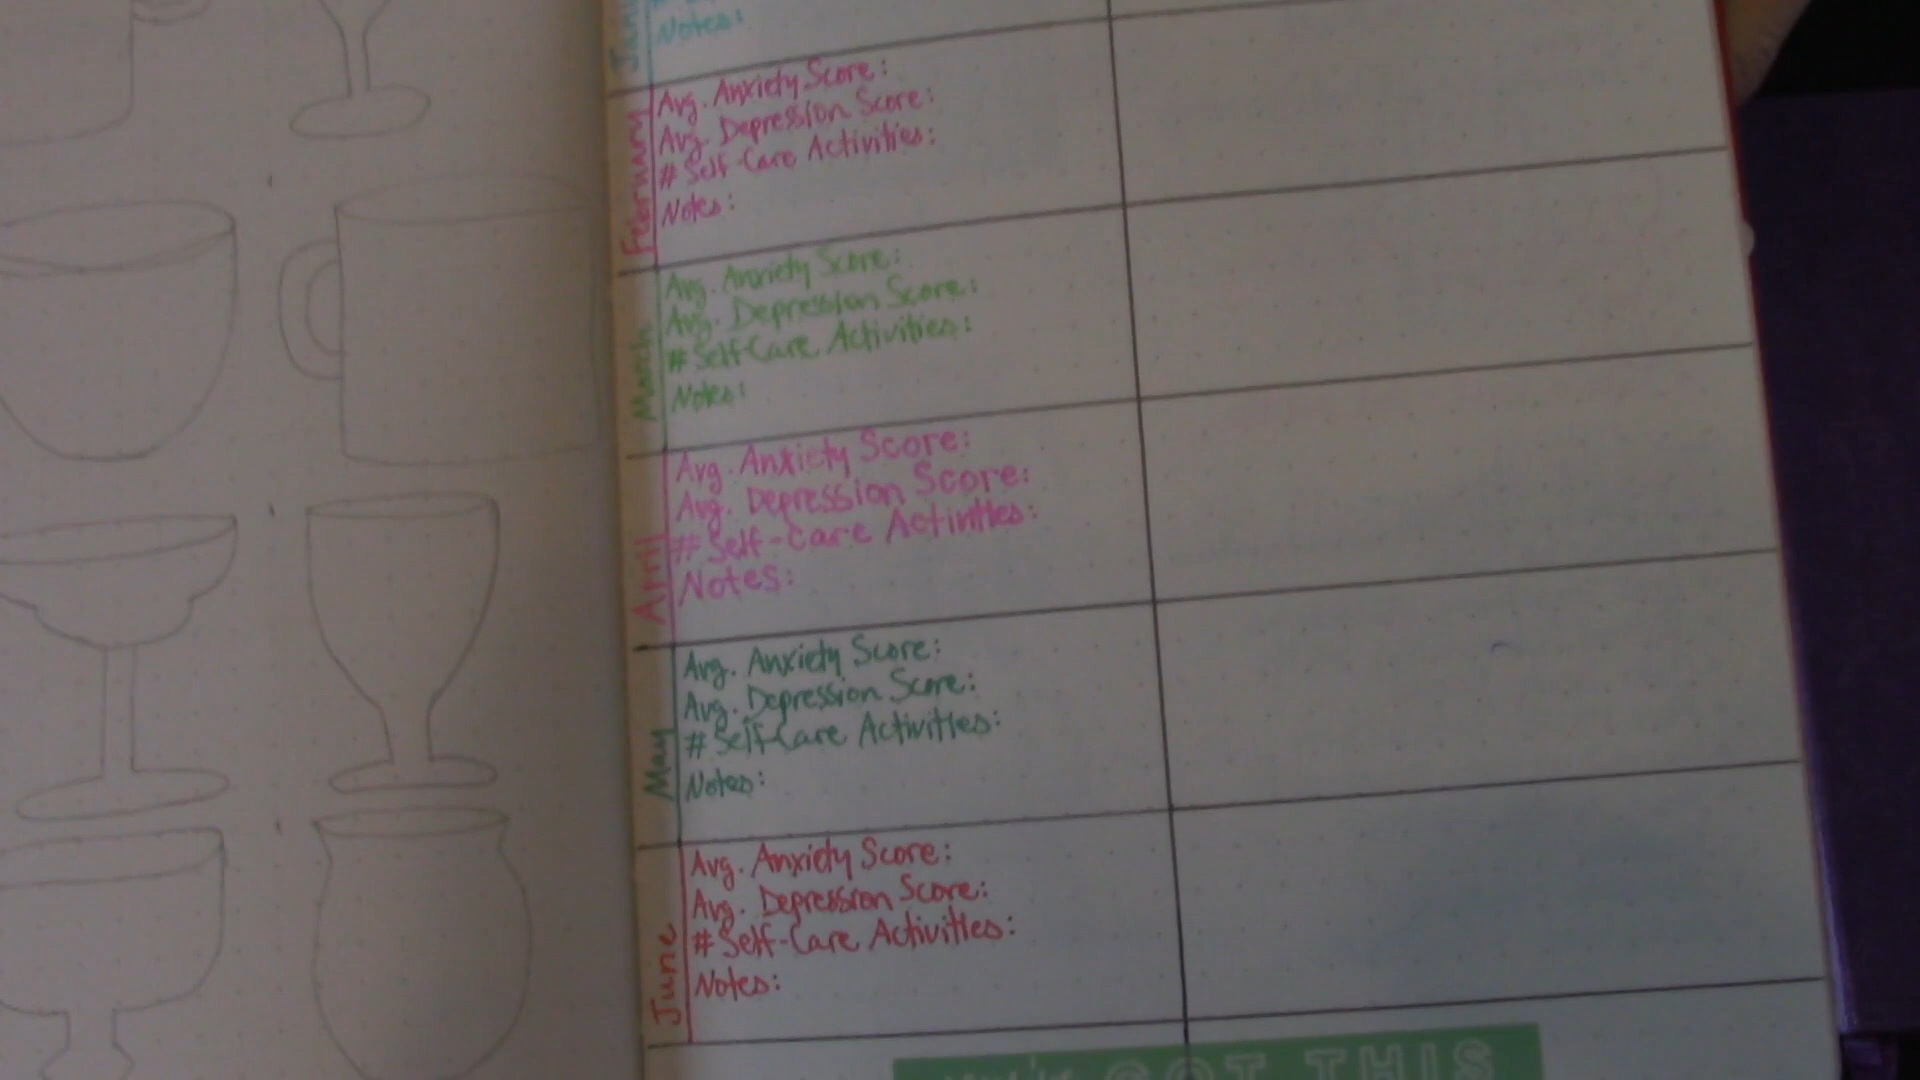 Notes:
February
Avg. Anxiety Score:
Avg. Depression Score:
# Self-Care Activities:
Notes:
March
Avg. Anxiety Score:
Avg. Depression Score:
# Self-Care Activities:
Notes:
April
Avg. Anxiety Score:
Avg. Depression Score:
# Self-Care Activities:
Notes:
May
Avg. Anxiety Score:
Avg. Depression Score:
# Self-Care Activities:
Notes:
June
Avg. Anxiety Score:
Avg. Depression Score:
# Self-Care Activities:
Notes:
GOT THIS